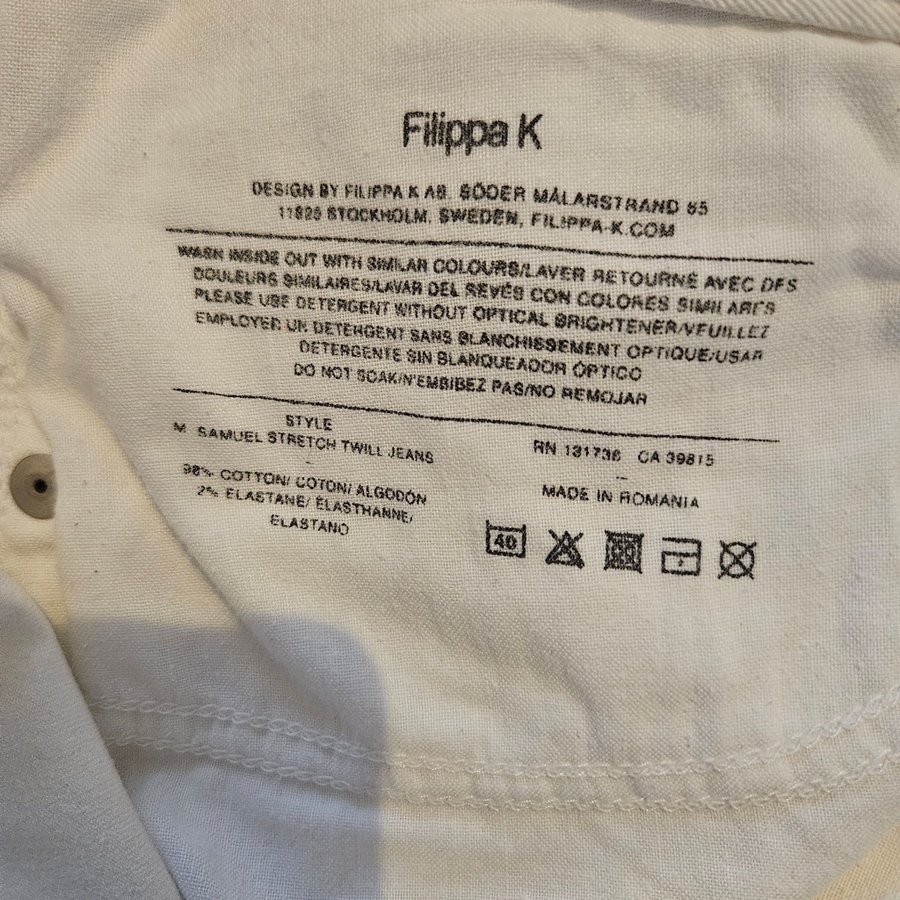 Filippa K
DESIGN BY FILIPPA K AB. SÖDER MÄLARSTRAND 65
11825 STOCKHOLM, SWEDEN, FILIPPA-K.COM
WASH INSIDE OUT WITH SIMILAR COLOURS/LAVER RETOURNÉ AVEC DES
COULEURS SIMILAIRES/LAVAR DEL REVÉS CON COLORES SIMILARES
PLEASE USE DETERGENT WITHOUT OPTICAL BRIGHTENER/VEUILLEZ
EMPLOYER UN DETERGENT SANS BLANCHISSEMENT OPTIQUE/USAR
DETERGENTE SIN BLANQUEADOR ÓPTICO
DO NOT SOAK/N'EMBIBEZ PAS/NO REMOJAR
STYLE
M. SAMUEL STRETCH TWILL JEANS
-
98% COTTON/ COTON/ ALGODÓN
2% ELASTANE/ ÉLASTHANNE/
ELASTANO
RN 131736 CA 39815
--
MADE IN ROMANIA
40